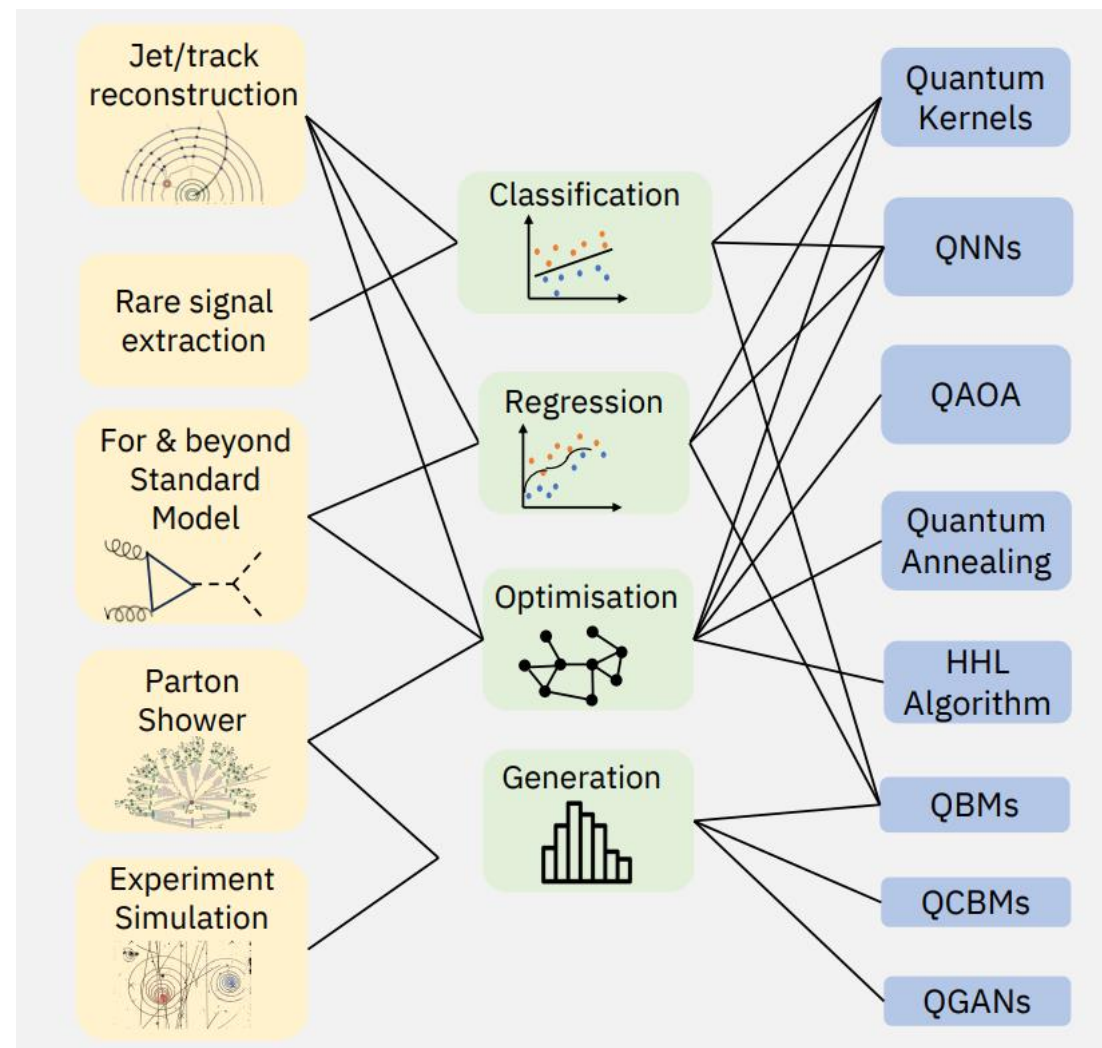 Jet/track
reconstruction
Rare signal
extraction
For & beyond
Standard
Model
Parton
Shower
Experiment
Simulation
Classification
Regression
Optimisation
Generation
Quantum
Kernels
QNNs
QAOA
Quantum
Annealing
HHL
Algorithm
QBMs
QCBMs
QGANs